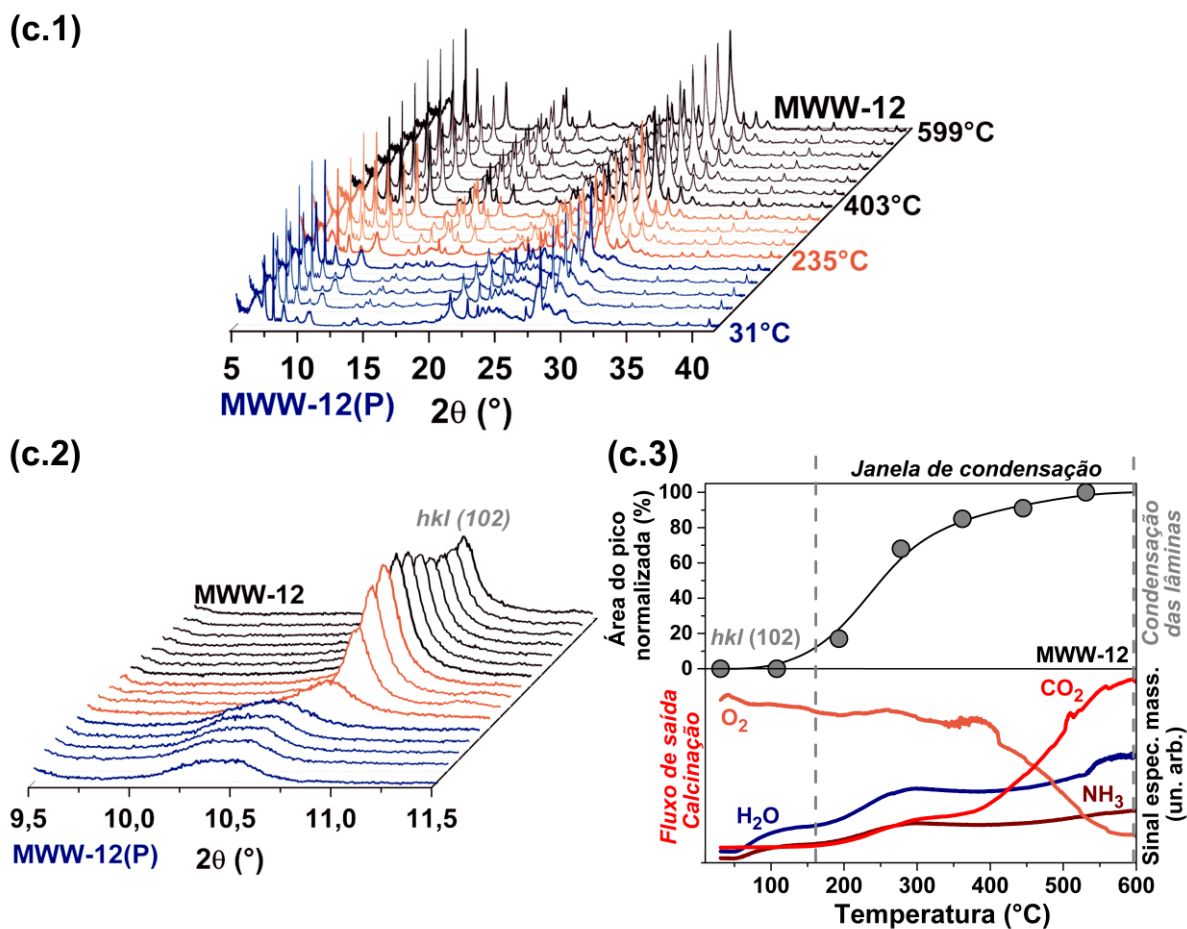 (c.1)
MWW-12
599°C
403°C
235°C
31°C
5 10 15 20 25 30 35 40
MWW-12(P) 2θ (°)
(c.2)
hkl (102)
MWW-12
9,5 10,0 10,5 11,0 11,5
MWW-12(P) 2θ (°)
(c.3)
Janela de condensação
Área do pico
normalizada (%)
100
80
60
40
20
0
hkl (102)
Condensação
das lâminas
MWW-12
CO₂
O₂
H₂O
NH₃
Fluxo de saída
Calcinação
Sinal espec. mass.
(un. arb.)
100 200 300 400 500 600
Temperatura (°C)